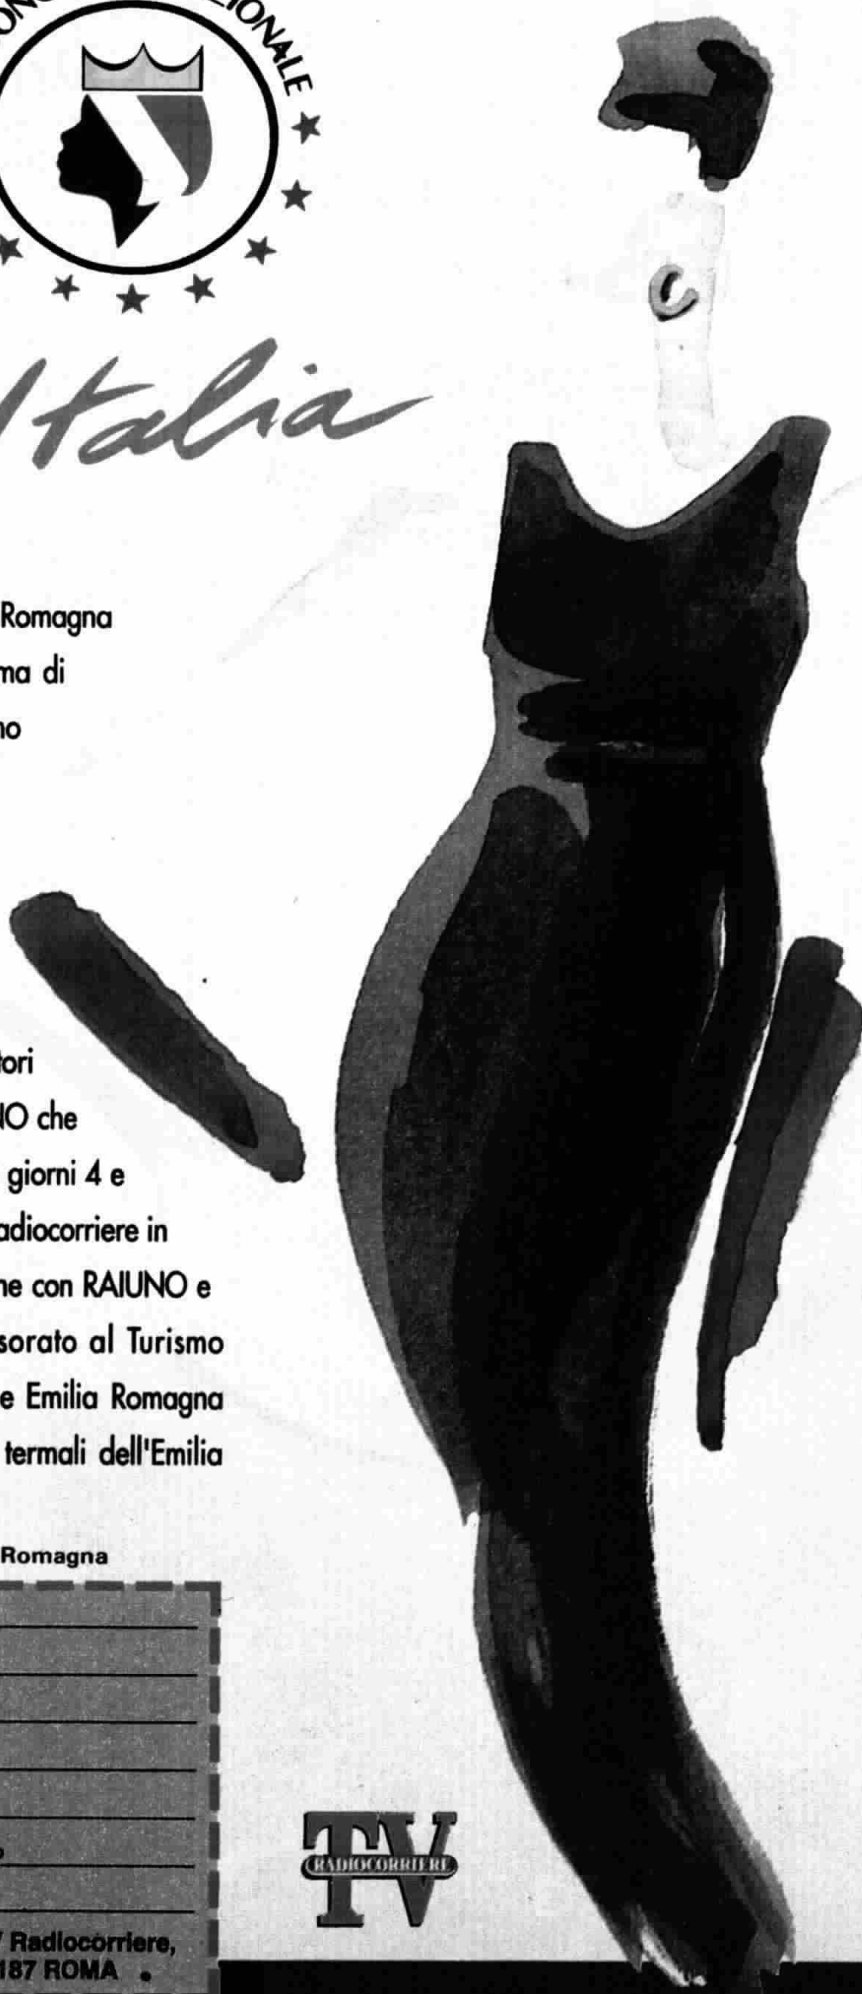 ZIONALE
Italia
Romagna
ma di
no
tori
NO che
giorni 4 e
adiocorriere in
ne con RAIUNO e
sorato al Turismo
e Emilia Romagna
termali dell'Emilia
Romagna
TV
RADIOCORRIERE
Radiocorriere,
187 ROMA